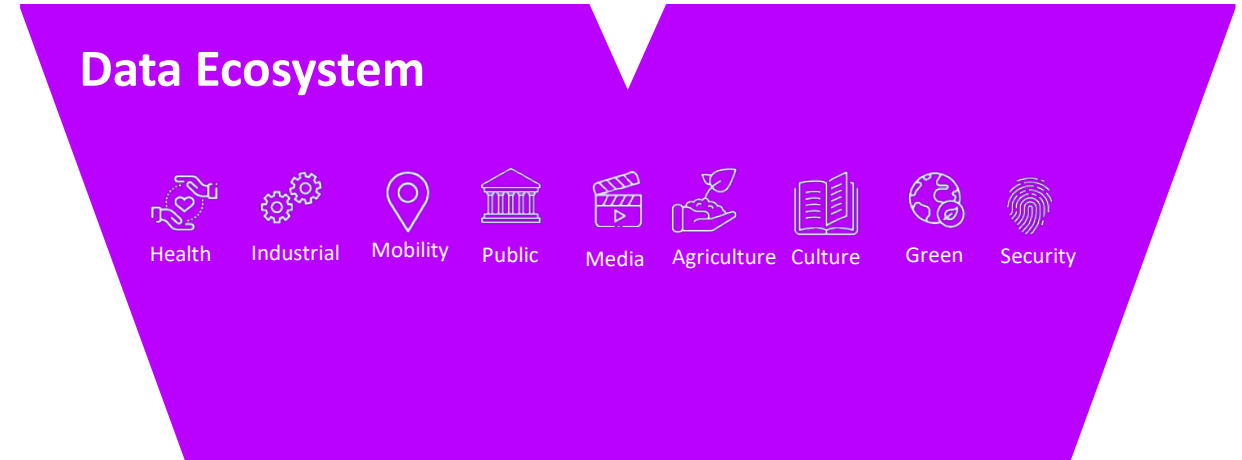 Data Ecosystem
Health
Industrial
Mobility
Public
Media
Agriculture
Culture
Green
Security